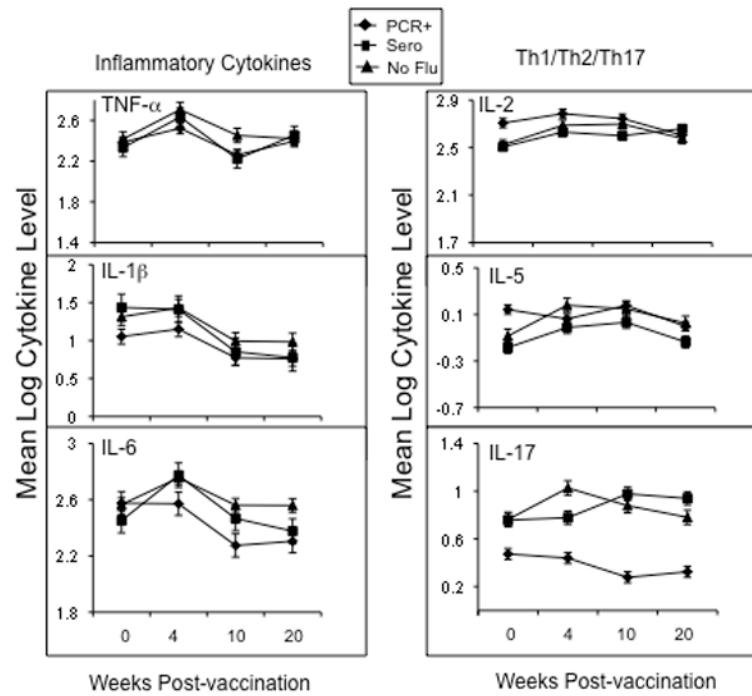 PCR+
Sero
No Flu
Inflammatory Cytokines
Th1/Th2/Th17
Mean Log Cytokine Level
TNF-α
2.6
2.2
1.8
1.4
IL-1β
2
1.5
1
0.5
0
IL-6
3
2.6
2.2
1.8
0
4
10
20
Weeks Post-vaccination
Mean Log Cytokine Level
IL-2
2.9
2.5
2.1
1.7
IL-5
0.5
0.1
-0.3
-0.7
IL-17
1.4
1
0.6
0.2
0
4
10
20
Weeks Post-vaccination